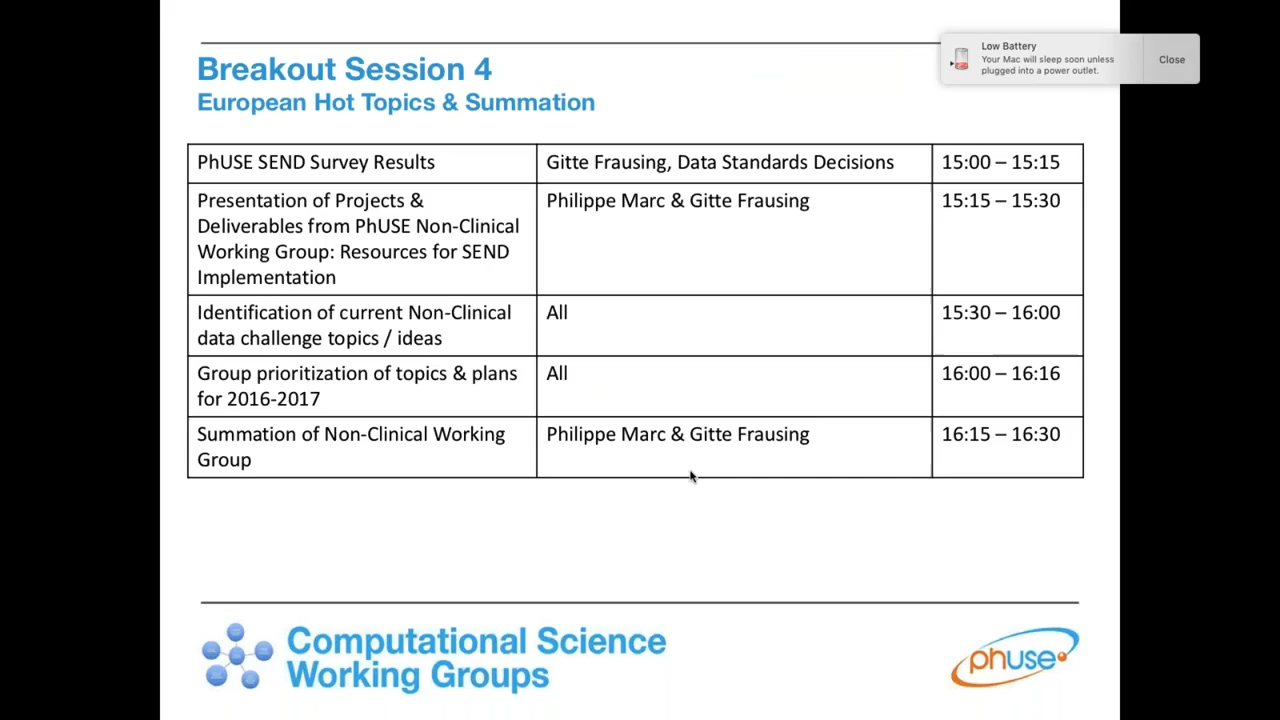 Breakout Session 4
European Hot Topics & Summation
Low Battery
Your Mac will sleep soon unless
plugged into a power outlet.
Close
PhUSE SEND Survey Results
Gitte Frausing, Data Standards Decisions
15:00 – 15:15
Presentation of Projects &
Deliverables from PhUSE Non-Clinical
Working Group: Resources for SEND
Implementation
Philippe Marc & Gitte Frausing
15:15 – 15:30
Identification of current Non-Clinical
data challenge topics / ideas
All
15:30 – 16:00
Group prioritization of topics & plans
for 2016-2017
All
16:00 – 16:16
Summation of Non-Clinical Working
Group
Philippe Marc & Gitte Frausing
16:15 – 16:30
Computational Science
Working Groups
phuse